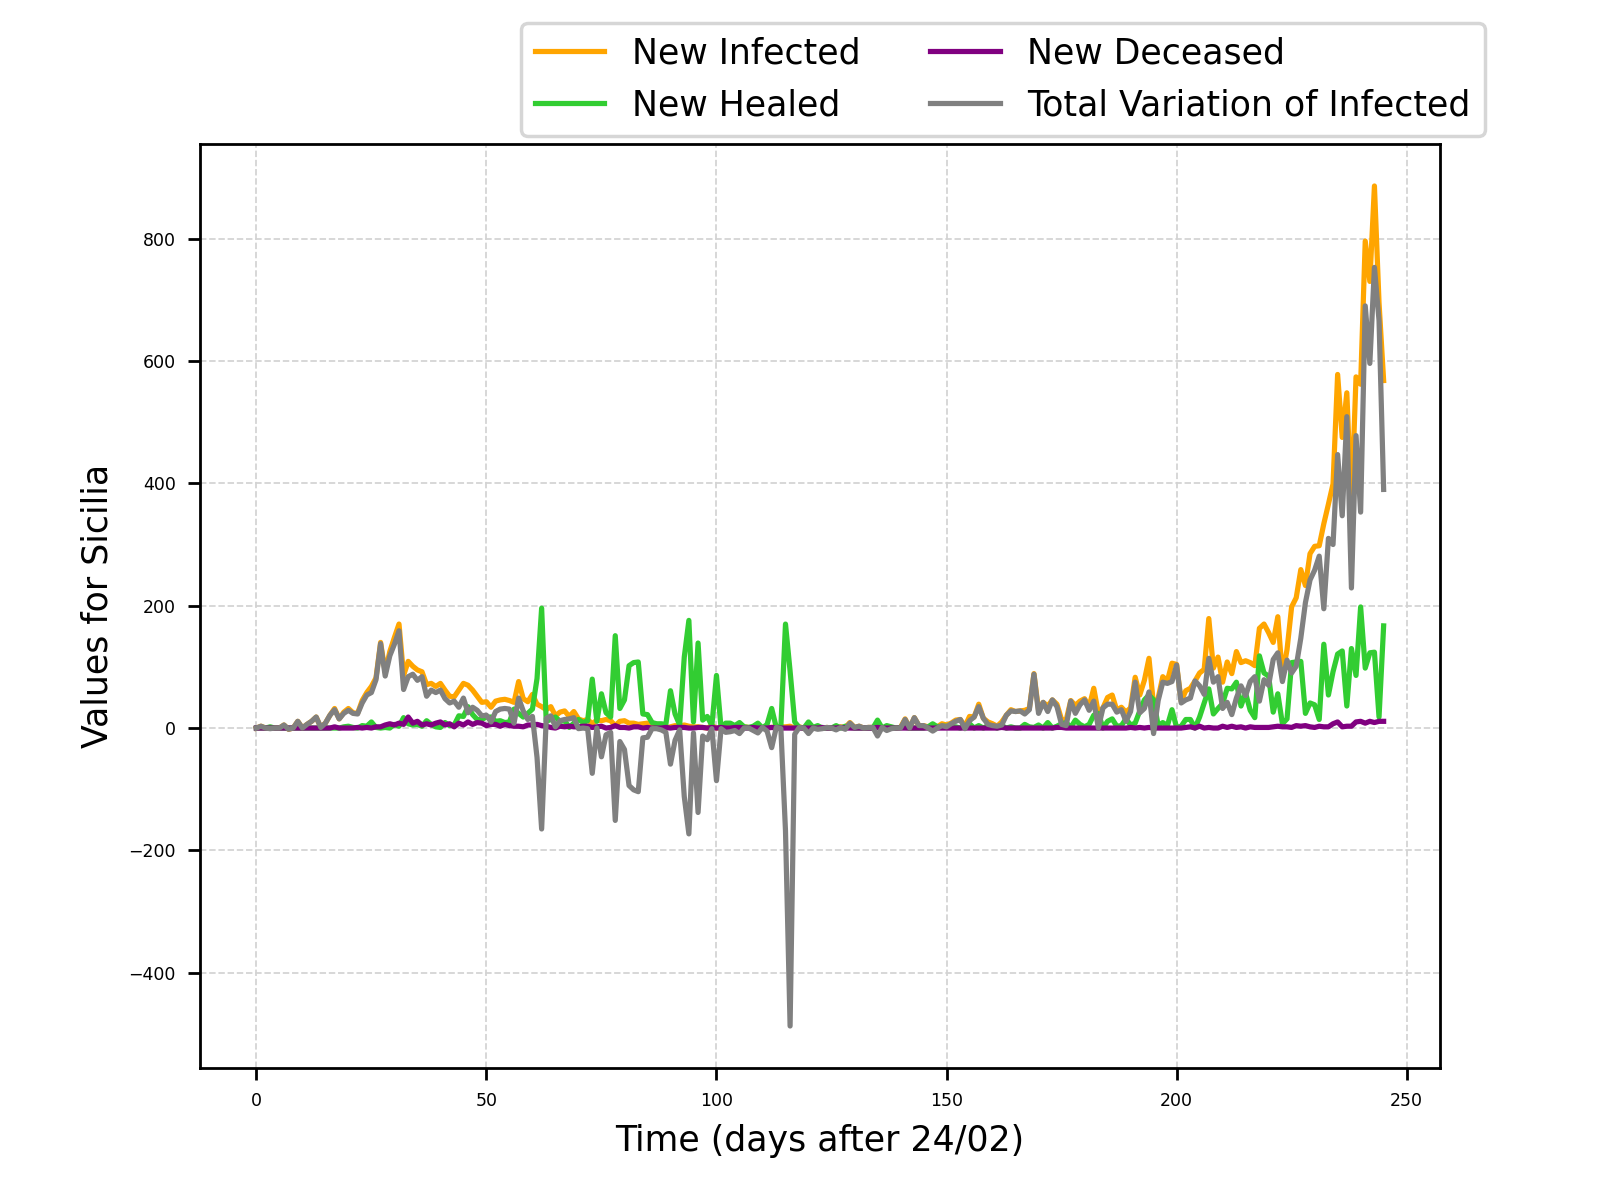 New Infected
New Healed
New Deceased
Total Variation of Infected
Values for Sicilia
800
600
400
200
0
−200
−400
0 50 100 150 200 250
Time (days after 24/02)